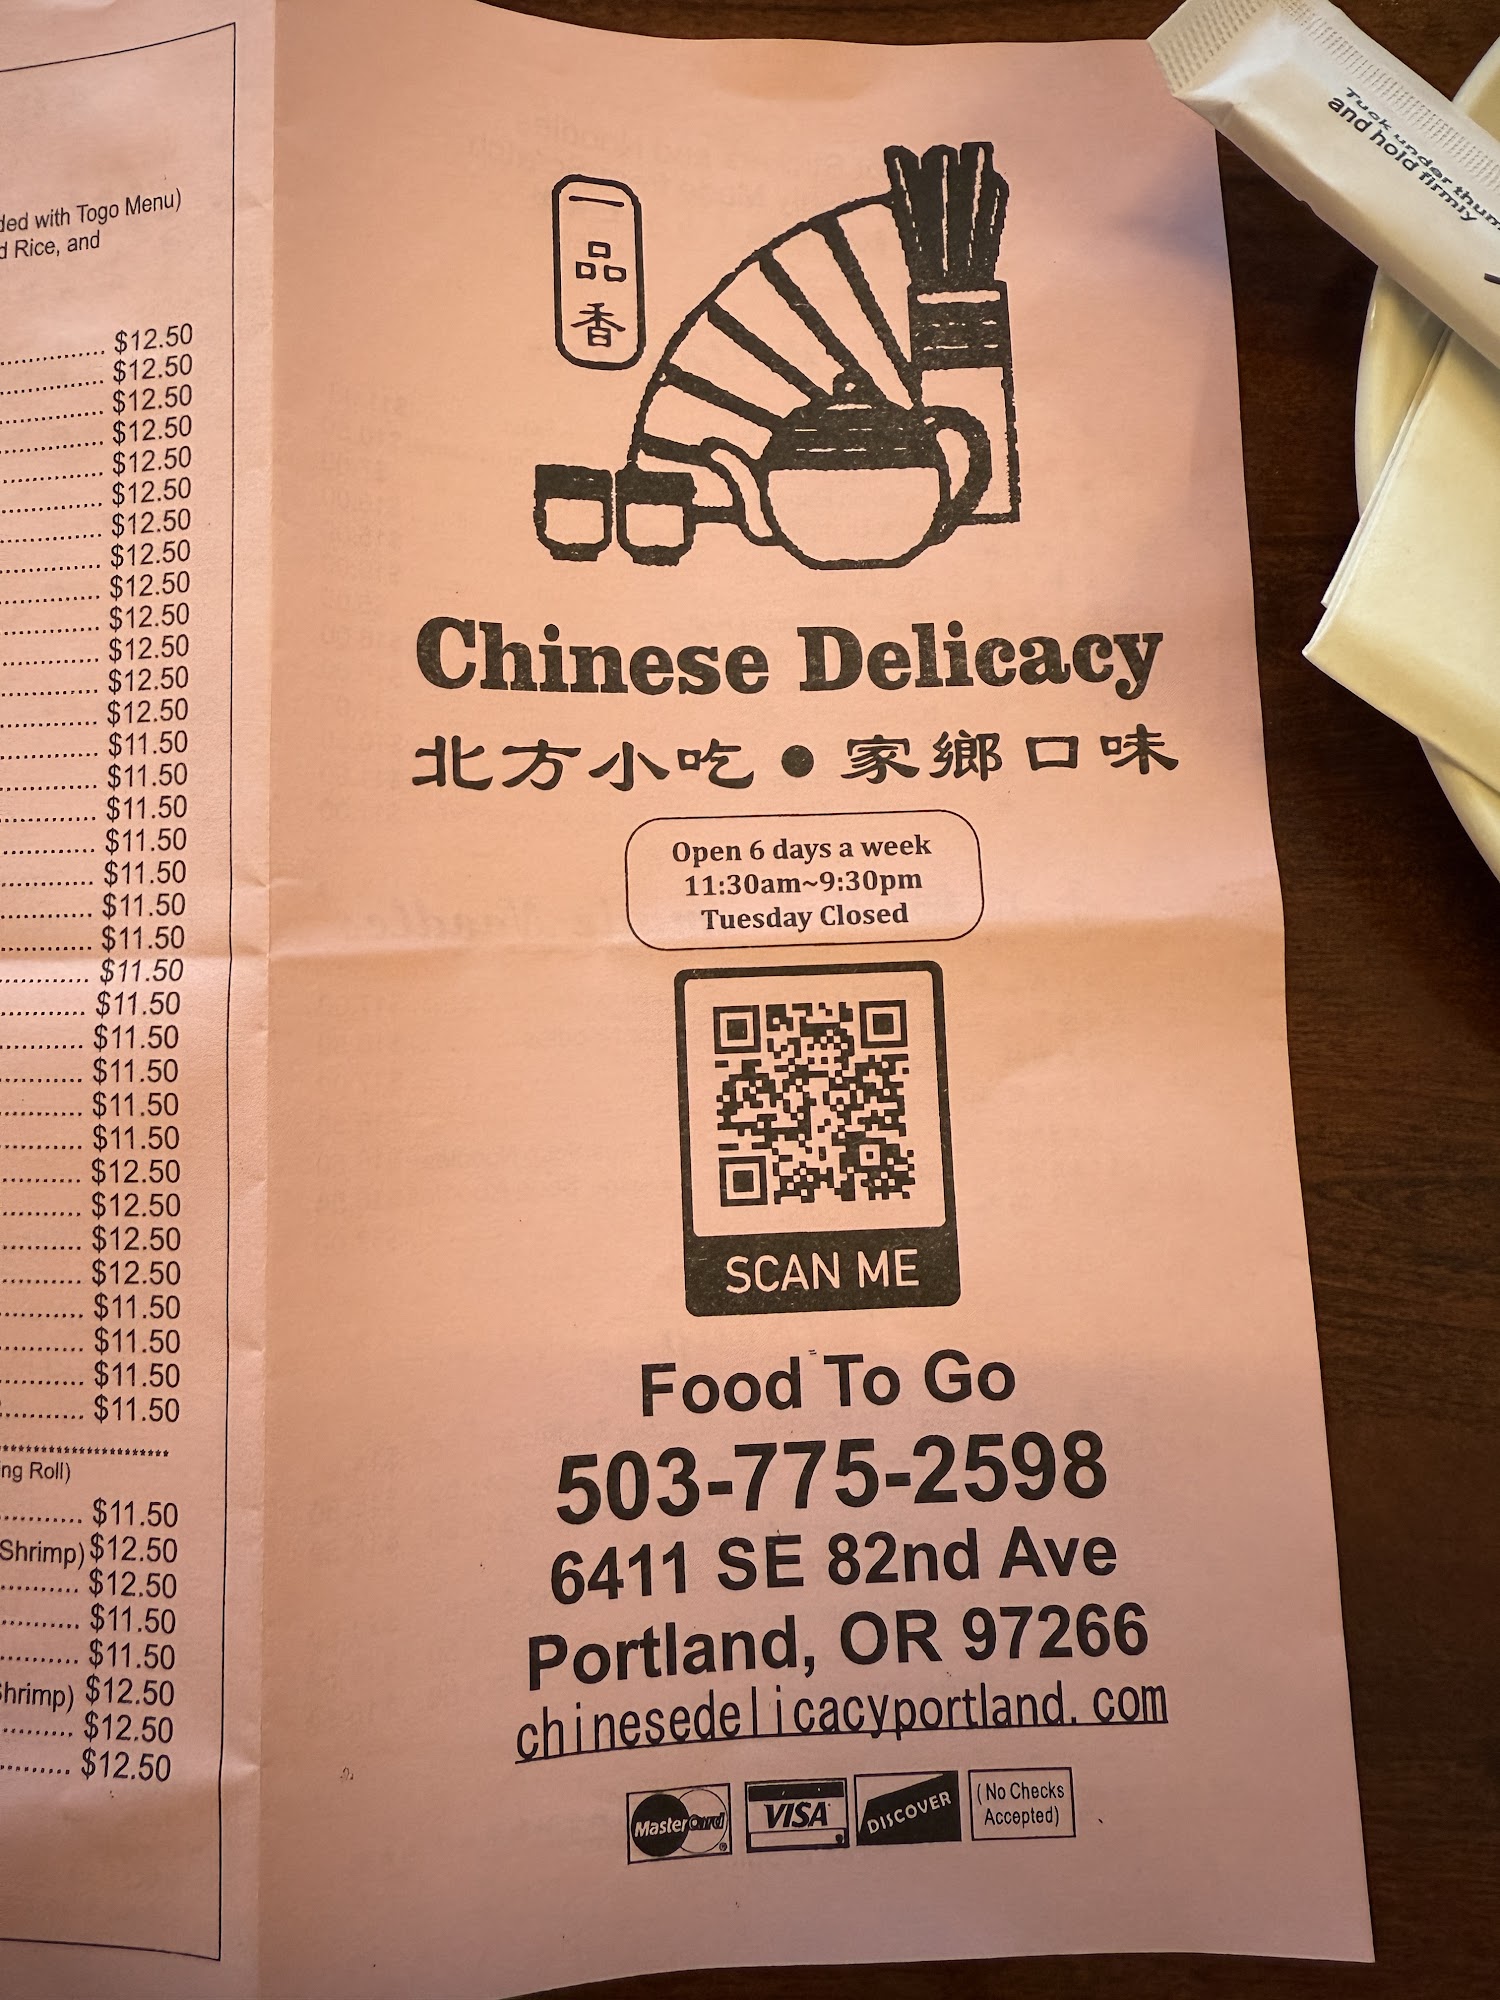 ded with Togo Menu)
d Rice, and
$12.50
$12.50
$12.50
$12.50
$12.50
$12.50
$12.50
$12.50
$12.50
$12.50
$12.50
$12.50
$12.50
$11.50
$11.50
$11.50
$11.50
$11.50
$11.50
$11.50
$11.50
$11.50
$11.50
$11.50
$11.50
$11.50
$12.50
$12.50
$12.50
$12.50
$11.50
$11.50
$11.50
$11.50
ng Roll)
$11.50
Shrimp) $12.50
$12.50
$11.50
$11.50
Shrimp) $12.50
$12.50
$12.50
一品香
Chinese Delicacy
北方小吃●家鄉口味
Open 6 days a week
11:30am~9:30pm
Tuesday Closed
SCAN ME
Food To Go
503-775-2598
6411 SE 82nd Ave
Portland, OR 97266
chinesedelicacyportland.com
MasterCard VISA DISCOVER (No Checks
Accepted)
Tuck under thum
and hold firmly